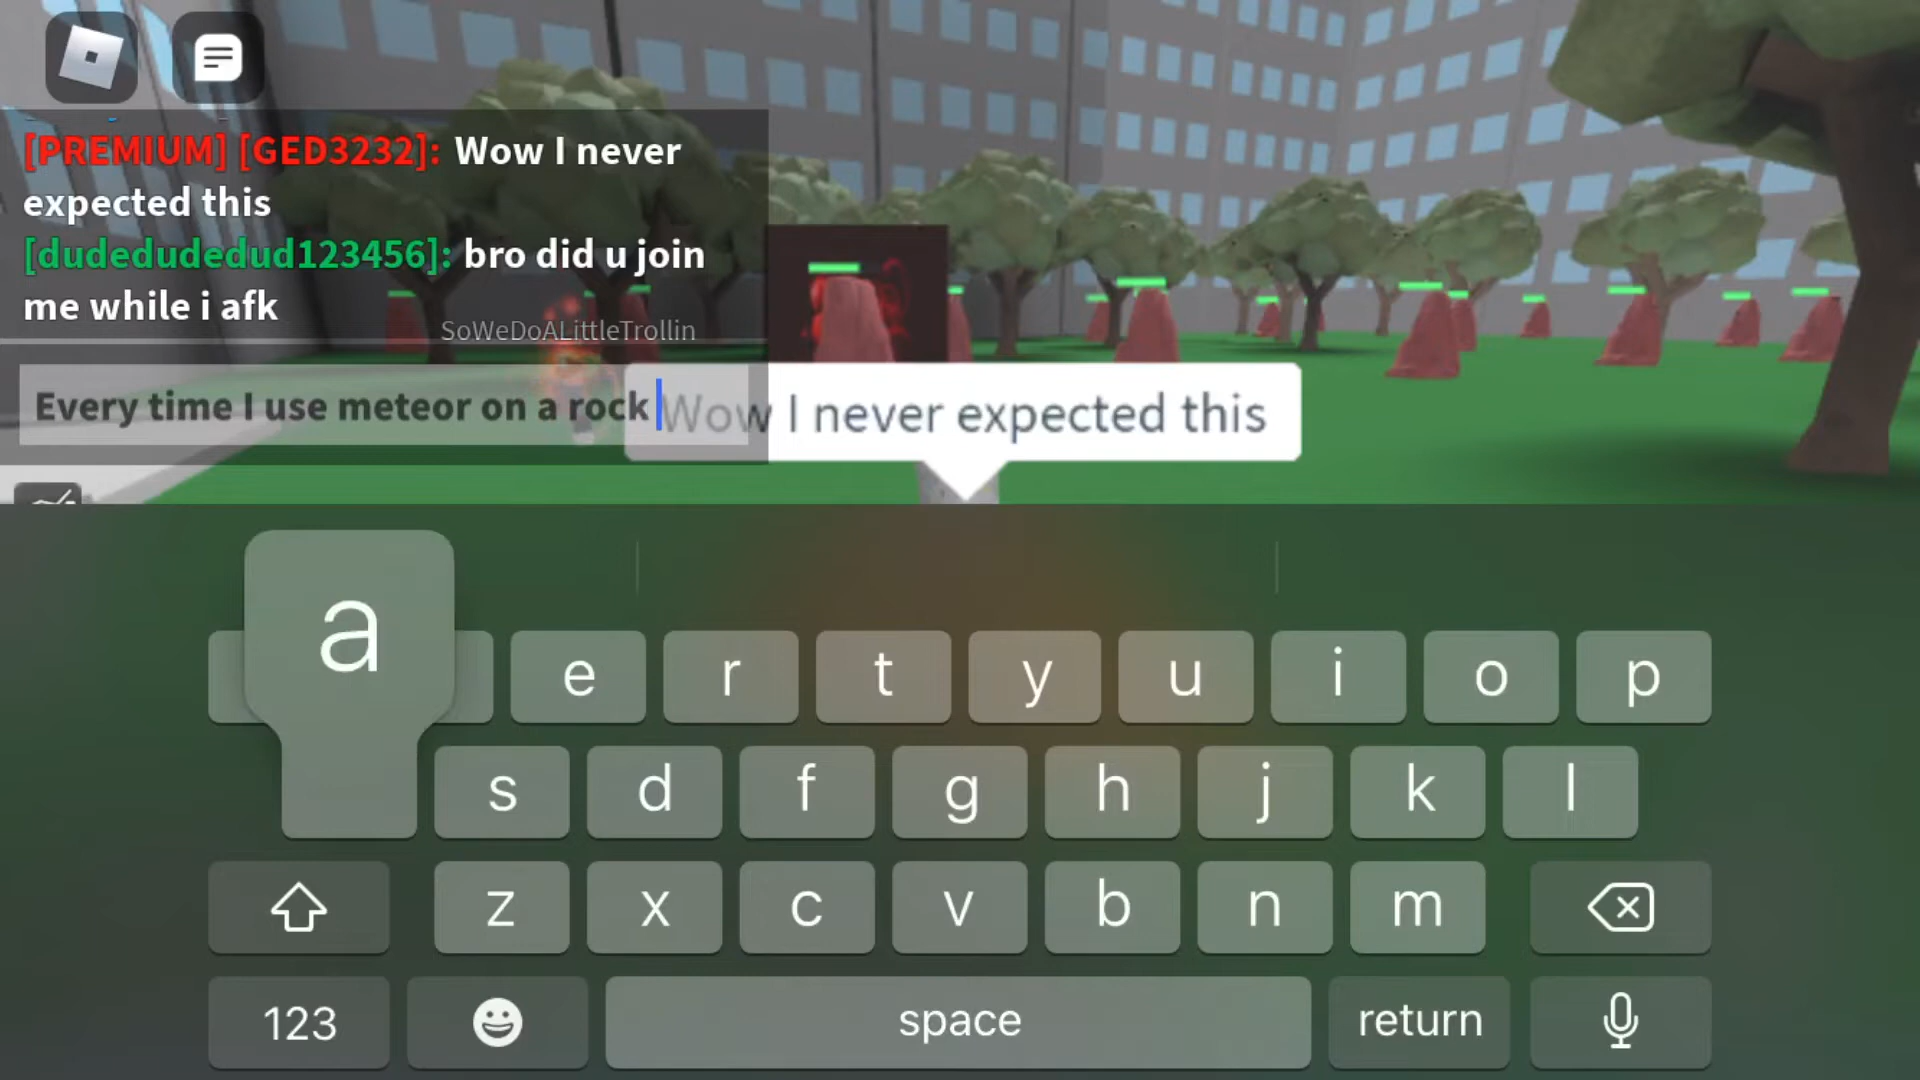 [PREMIUM] [GED3232]: Wow I never
expected this
[dudedudedud123456]: bro did u join
me while i afk
SoWeDoALittleTrollin
Every time I use meteor on a rock
Wow I never expected this
a
e r t y u i o p
s d f g h j k l
z x c v b n m
123 space return